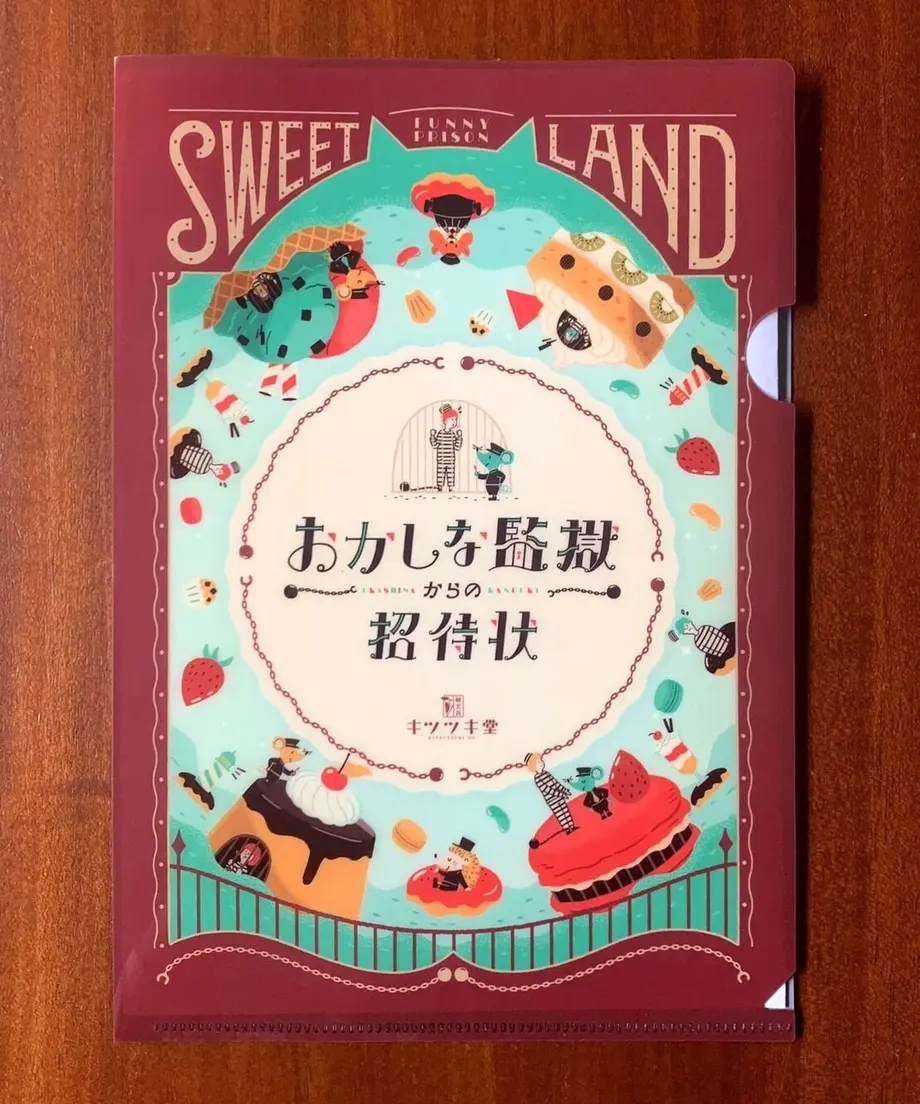 SWEET FUNNY LAND
PRISON
おかしな監獄
OKASHINA からの KANGOKU
招待状
キツツキ堂